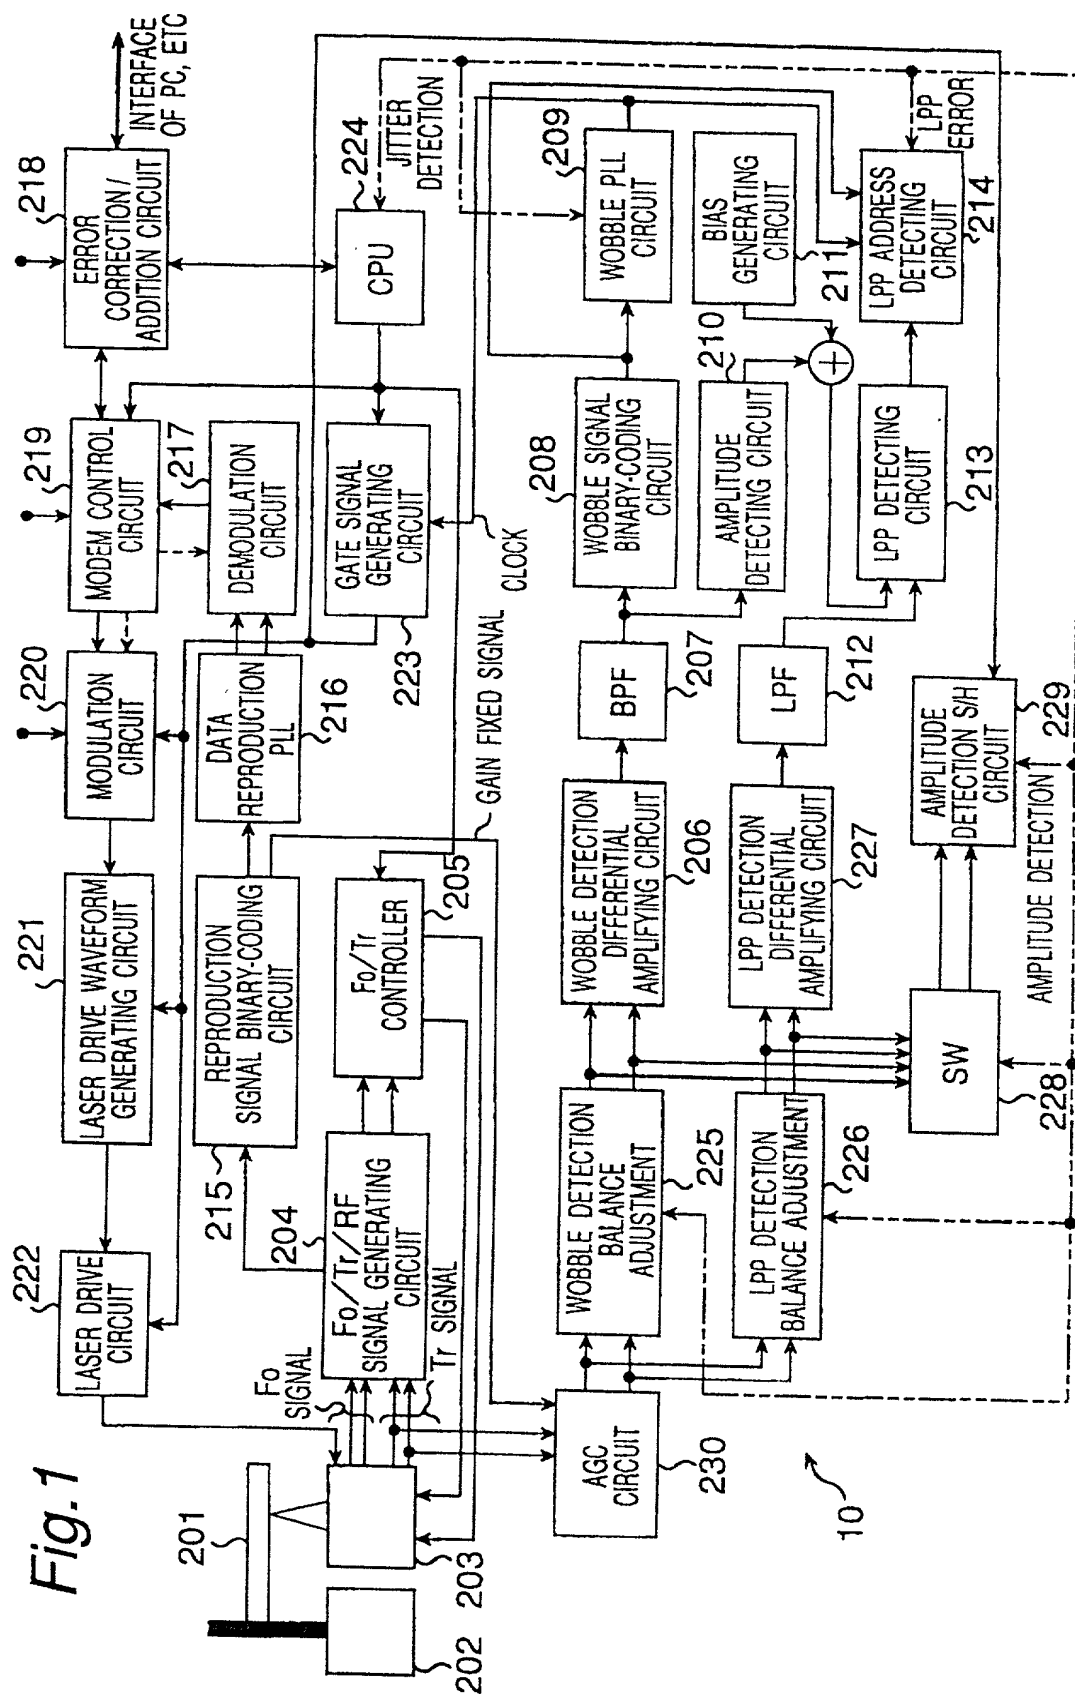 Fig.1
201
202
203
222
LASER DRIVE
CIRCUIT
221
LASER DRIVE WAVEFORM
GENERATING CIRCUIT
220
MODULATION
CIRCUIT
219
MODEM CONTROL
CIRCUIT
218
ERROR
CORRECTION/
ADDITION CIRCUIT
INTERFACE
OF PC, ETC
215
REPRODUCTION
SIGNAL BINARY-CODING
CIRCUIT
DATA
REPRODUCTION
PLL
216
217
DEMODULATION
CIRCUIT
224
CPU
JITTER
DETECTION
Fo
SIGNAL
204
Fo/Tr/RF
SIGNAL GENERATING
CIRCUIT
Tr SIGNAL
Fo/Tr
CONTROLLER
205
GATE SIGNAL
GENERATING
CIRCUIT
223
GAIN FIXED SIGNAL
CLOCK
AGC
CIRCUIT
230
WOBBLE DETECTION
BALANCE
ADJUSTMENT
225
WOBBLE DETECTION
DIFFERENTIAL
AMPLIFYING CIRCUIT
206
BPF
207
208
WOBBLE SIGNAL
BINARY-CODING
CIRCUIT
WOBBLE PLL
CIRCUIT
209
210
AMPLITUDE
DETECTING CIRCUIT
BIAS
GENERATING
CIRCUIT
211
LPP DETECTION
BALANCE ADJUSTMENT
226
LPP DETECTION
DIFFERENTIAL
AMPLIFYING CIRCUIT
227
LPF
212
LPP DETECTING
CIRCUIT
213
LPP ADDRESS
DETECTING
CIRCUIT
214
LPP
ERROR
SW
228
AMPLITUDE
DETECTION S/H
CIRCUIT
229
AMPLITUDE DETECTION
10